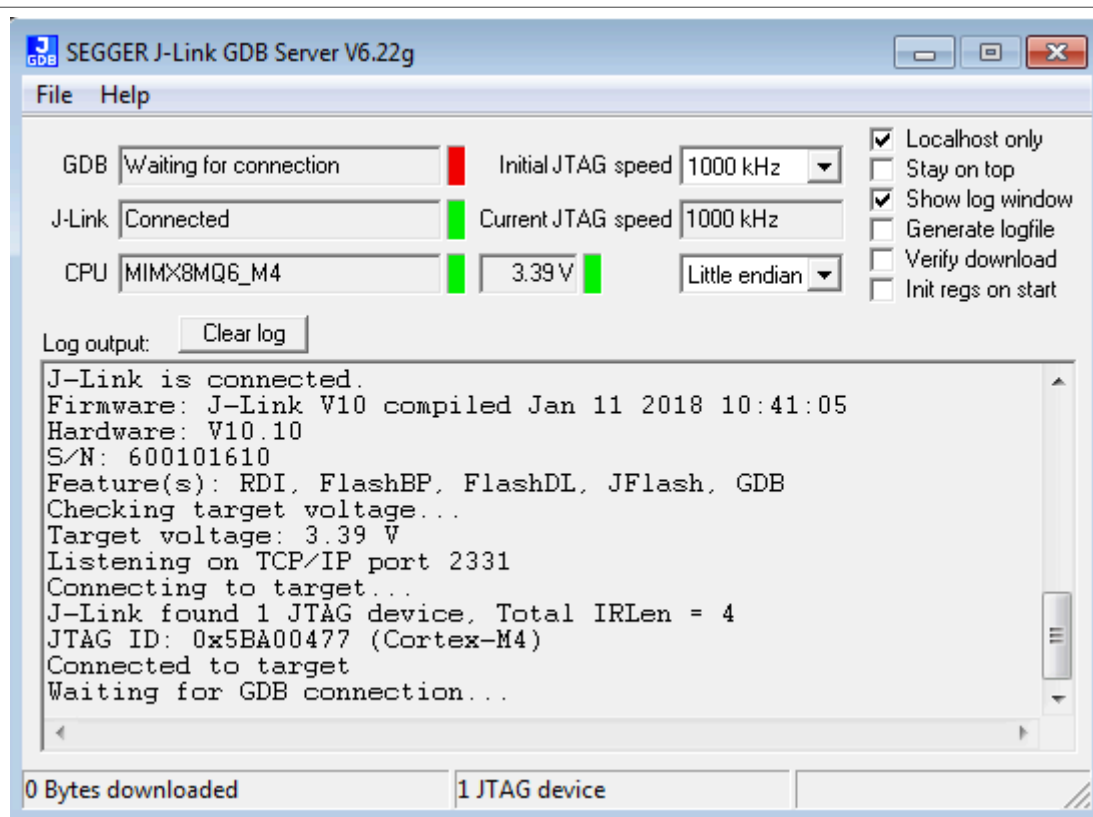 J GDB SEGGER J-Link GDB Server V6.22g
File Help
GDB Waiting for connection Initial JTAG speed 1000 kHz
J-Link Connected Current JTAG speed 1000 kHz
CPU MIMX8MQ6_M4 3.39 V Little endian
Localhost only
Stay on top
Show log window
Generate logfile
Verify download
Init regs on start
Log output: Clear log
J-Link is connected.
Firmware: J-Link V10 compiled Jan 11 2018 10:41:05
Hardware: V10.10
S/N: 600101610
Feature(s): RDI, FlashBP, FlashDL, JFlash, GDB
Checking target voltage...
Target voltage: 3.39 V
Listening on TCP/IP port 2331
Connecting to target...
J-Link found 1 JTAG device, Total IRLen = 4
JTAG ID: 0x5BA00477 (Cortex-M4)
Connected to target
Waiting for GDB connection...
0 Bytes downloaded 1 JTAG device